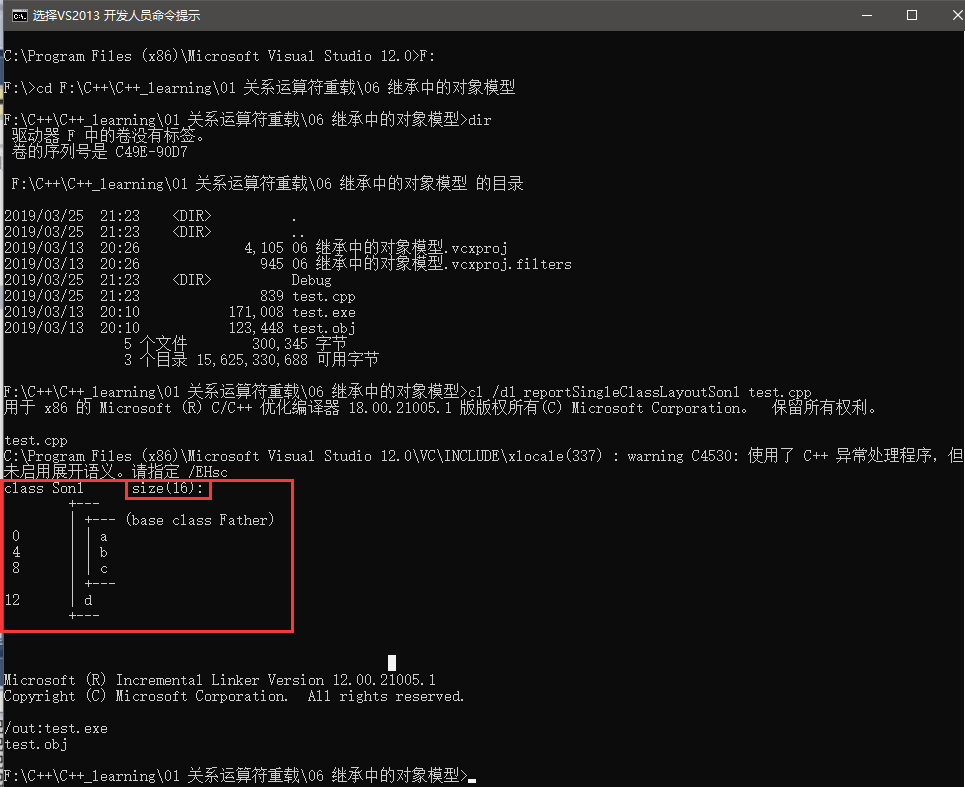 选择VS2013 开发人员命令提示
C:\Program Files (x86)\Microsoft Visual Studio 12.0>F:
F:\>cd F:\C++\C++_learning\01 关系运算符重载\06 继承中的对象模型
F:\C++\C++_learning\01 关系运算符重载\06 继承中的对象模型>dir
驱动器 F 中的卷没有标签。
卷的序列号是 C49E-90D7
F:\C++\C++_learning\01 关系运算符重载\06 继承中的对象模型 的目录
2019/03/25  21:23    <DIR>          .
2019/03/25  21:23    <DIR>          ..
2019/03/13  20:26             4,105 06 继承中的对象模型.vcxproj
2019/03/13  20:26               945 06 继承中的对象模型.vcxproj.filters
2019/03/25  21:23    <DIR>          Debug
2019/03/25  21:23               839 test.cpp
2019/03/13  20:10           171,008 test.exe
2019/03/13  20:10           123,448 test.obj
5 个文件        300,345 字节
3 个目录 15,625,330,688 可用字节
F:\C++\C++_learning\01 关系运算符重载\06 继承中的对象模型>cl /d1 reportSingleClassLayoutSon1 test.cpp
用于 x86 的 Microsoft (R) C/C++ 优化编译器 18.00.21005.1 版版权所有(C) Microsoft Corporation。  保留所有权利。
test.cpp
C:\Program Files (x86)\Microsoft Visual Studio 12.0\VC\INCLUDE\xlocale(337) : warning C4530: 使用了 C++ 异常处理程序，但
未启用展开语义。请指定 /EHsc
class Son1      size(16):
        +---
        | +--- (base class Father)
 0      | | a
 4      | | b
 8      | | c
        | +---
12      | d
        +---
Microsoft (R) Incremental Linker Version 12.00.21005.1
Copyright (C) Microsoft Corporation.  All rights reserved.
/out:test.exe
test.obj
F:\C++\C++_learning\01 关系运算符重载\06 继承中的对象模型>